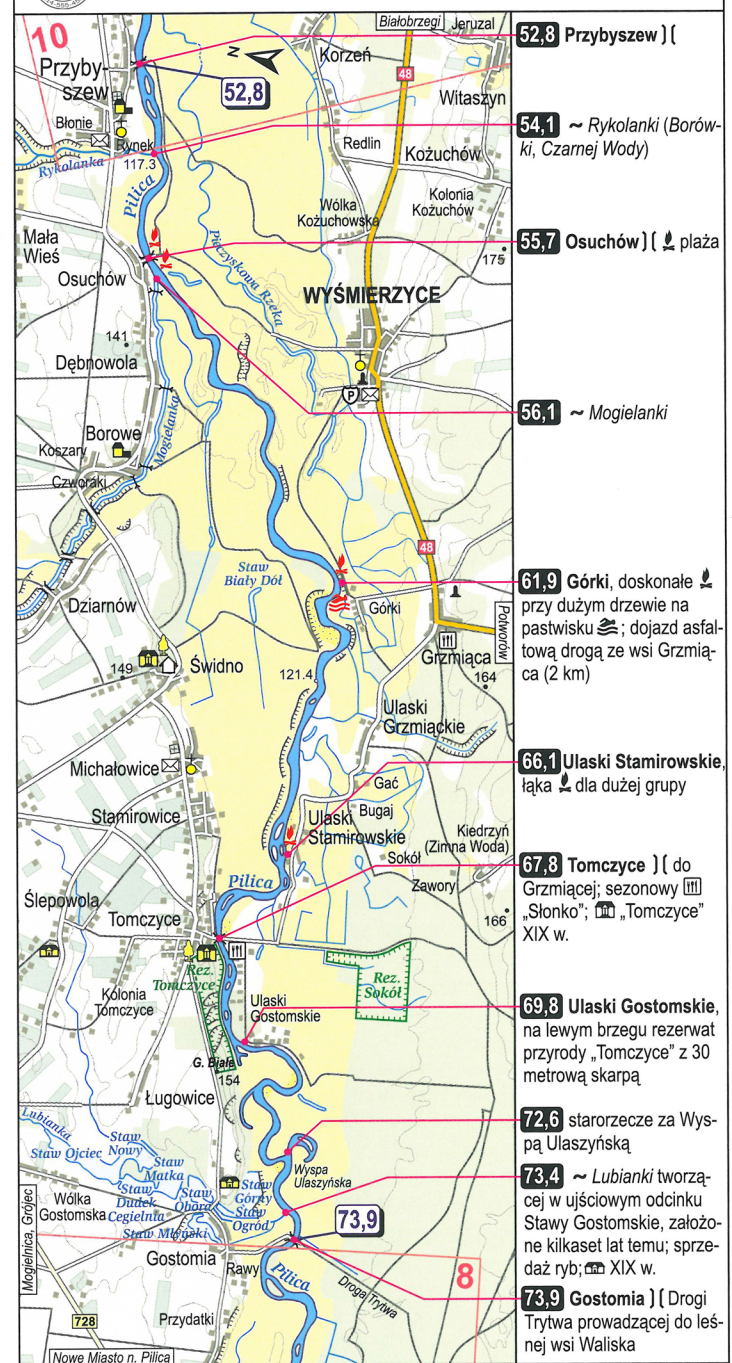 10
Białobrzegi
Jeruzal
N
Korzeń
48
Przyby-
szew
52,8
Witaszyn
Błonie
Rynek
117.3
Rykolanka
Redlin
Kożuchów
Pilica
Wólka
Kożuchowska
Kolonia
Kożuchów
Mała
Wieś
Osuchów
Piarzyskowa Rzeka
175
WYŚMIERZYCE
141
Dębnowola
P
Mogielanka
Borowe
Koszary
Czworaki
48
Staw
Biały Dół
Dziarnów
Górki
Potworów
Grzmiąca
149
Świdno
121.4
164
Ulaski
Grzmiąckie
Michałowice
Gać
Stamirowice
Bugaj
Ulaski
Stamirowskie
Kiedrzyń
(Zimna Woda)
Sokół
Pilica
Zawory
Ślepowola
Tomczyce
166
Rez.
Tomczyce
Rez.
Sokół
Kolonia
Tomczyce
Ulaski
Gostomskie
G. Białe
154
Ługowice
Lubianka
Staw Ojciec
Staw
Nowy
Staw
Matka
Wyspa
Ulaszyńska
Staw
Dudek
Cegielnia
Staw
Obora
Staw
Górny
Staw
Ogród
Staw Młyński
Wólka
Gostomska
73,9
Mogielnica, Grójec
Gostomia
Rawy
Pilica
8
Droga Trytwa
728
Przydatki
Nowe Miasto n. Pilicą
52,8 Przybyszew )(
54,1 ~ Rykolanki (Borów-
ki, Czarnej Wody)
55,7 Osuchów )( plaża
56,1 ~ Mogielanki
61,9 Górki, doskonałe
przy dużym drzewie na
pastwisku ; dojazd asfal-
tową drogą ze wsi Grzmią-
ca (2 km)
66,1 Ulaski Stamirowskie,
łąka dla dużej grupy
67,8 Tomczyce )( do
Grzmiącej; sezonowy
„Słonko”; „Tomczyce”
XIX w.
69,8 Ulaski Gostomskie,
na lewym brzegu rezerwat
przyrody „Tomczyce” z 30
metrową skarpą
72,6 starorzecze za Wys-
pą Ulaszyńską
73,4 ~ Lubianki tworzą-
cej w ujściowym odcinku
Stawy Gostomskie, założo-
ne kilkaset lat temu; sprze-
daż ryb; XIX w.
73,9 Gostomia )( Drogi
Trytwa prowadzącej do leś-
nej wsi Waliska